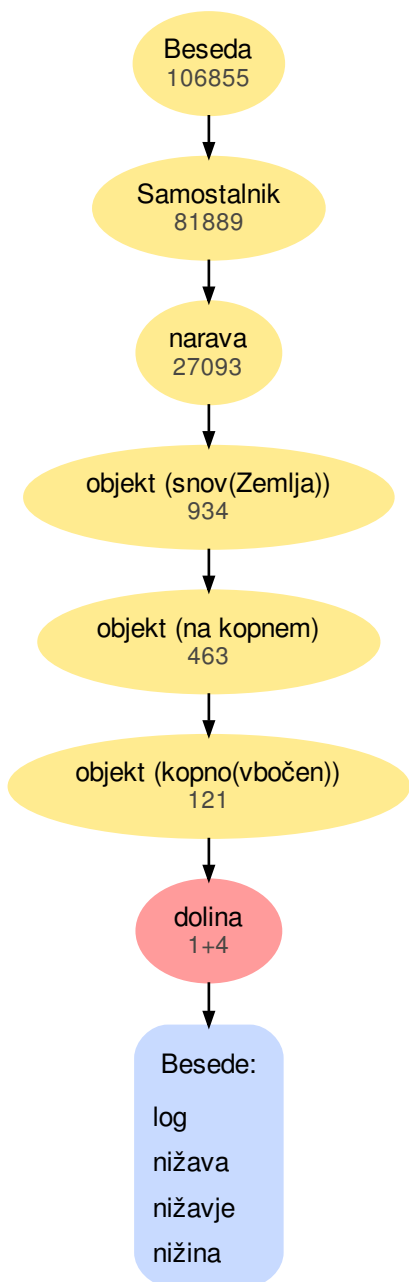 Beseda
106855
Samostalnik
81889
narava
27093
objekt (snov(Zemlja))
934
objekt (na kopnem)
463
objekt (kopno(vbočen))
121
dolina
1+4
Besede:
log
nižava
nižavje
nižina